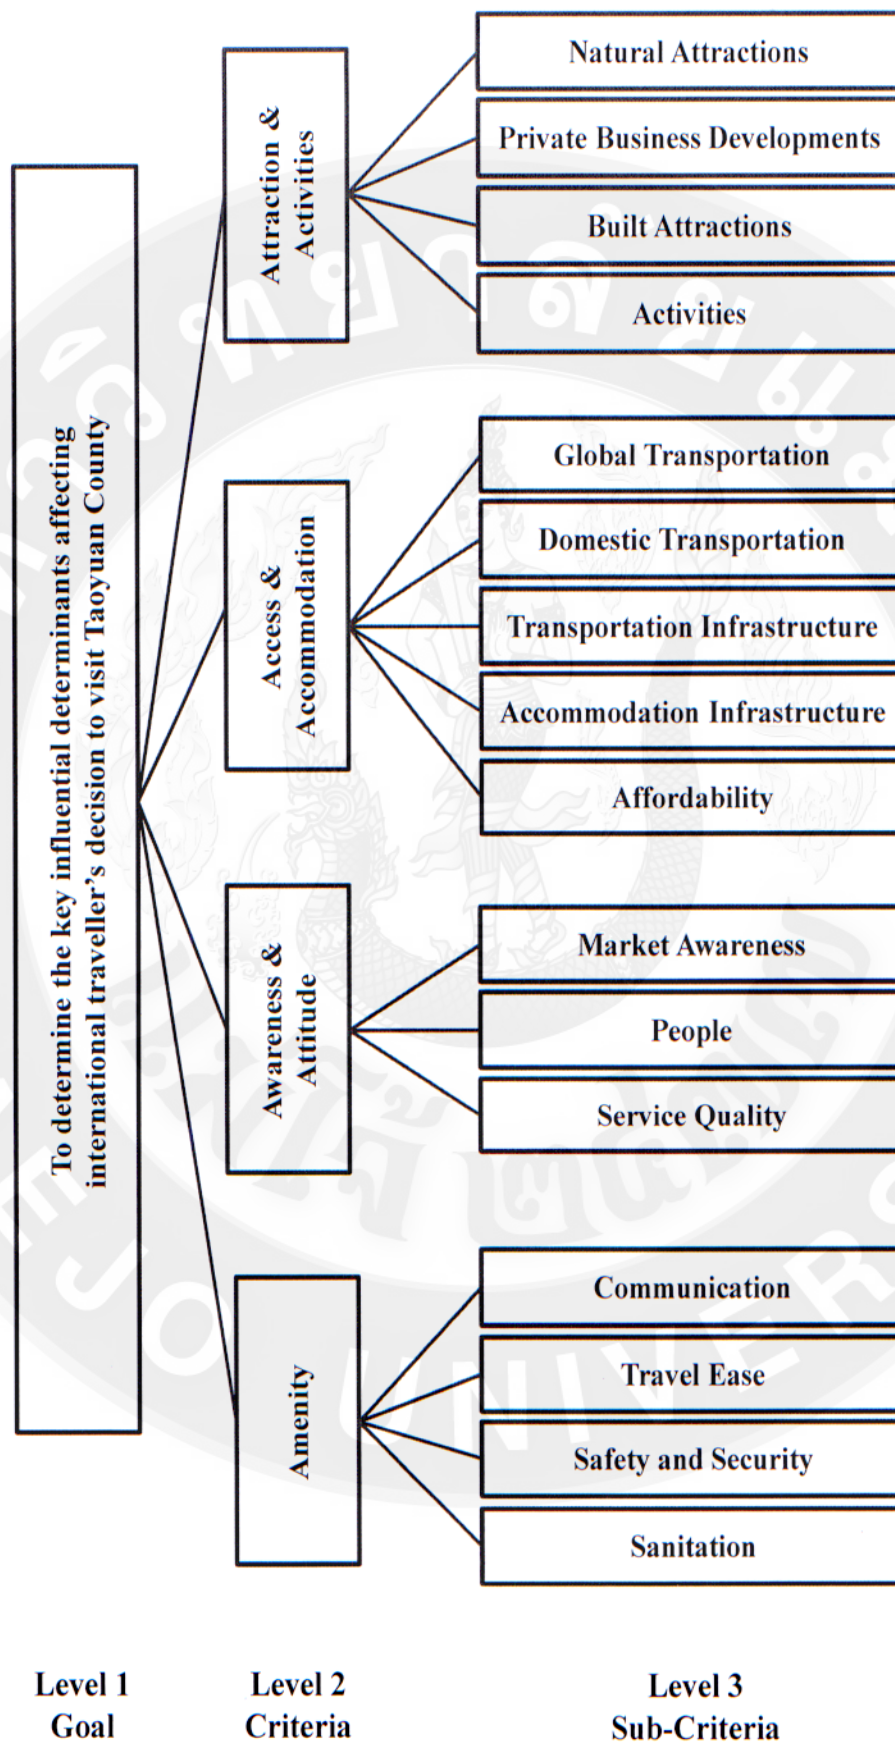 To determine the key influential determinants affecting
international traveller's decision to visit Taoyuan County
Attraction &
Activities
Natural Attractions
Private Business Developments
Built Attractions
Activities
Access &
Accommodation
Global Transportation
Domestic Transportation
Transportation Infrastructure
Accommodation Infrastructure
Affordability
Awareness &
Attitude
Market Awareness
People
Service Quality
Amenity
Communication
Travel Ease
Safety and Security
Sanitation
Level 1
Goal
Level 2
Criteria
Level 3
Sub-Criteria